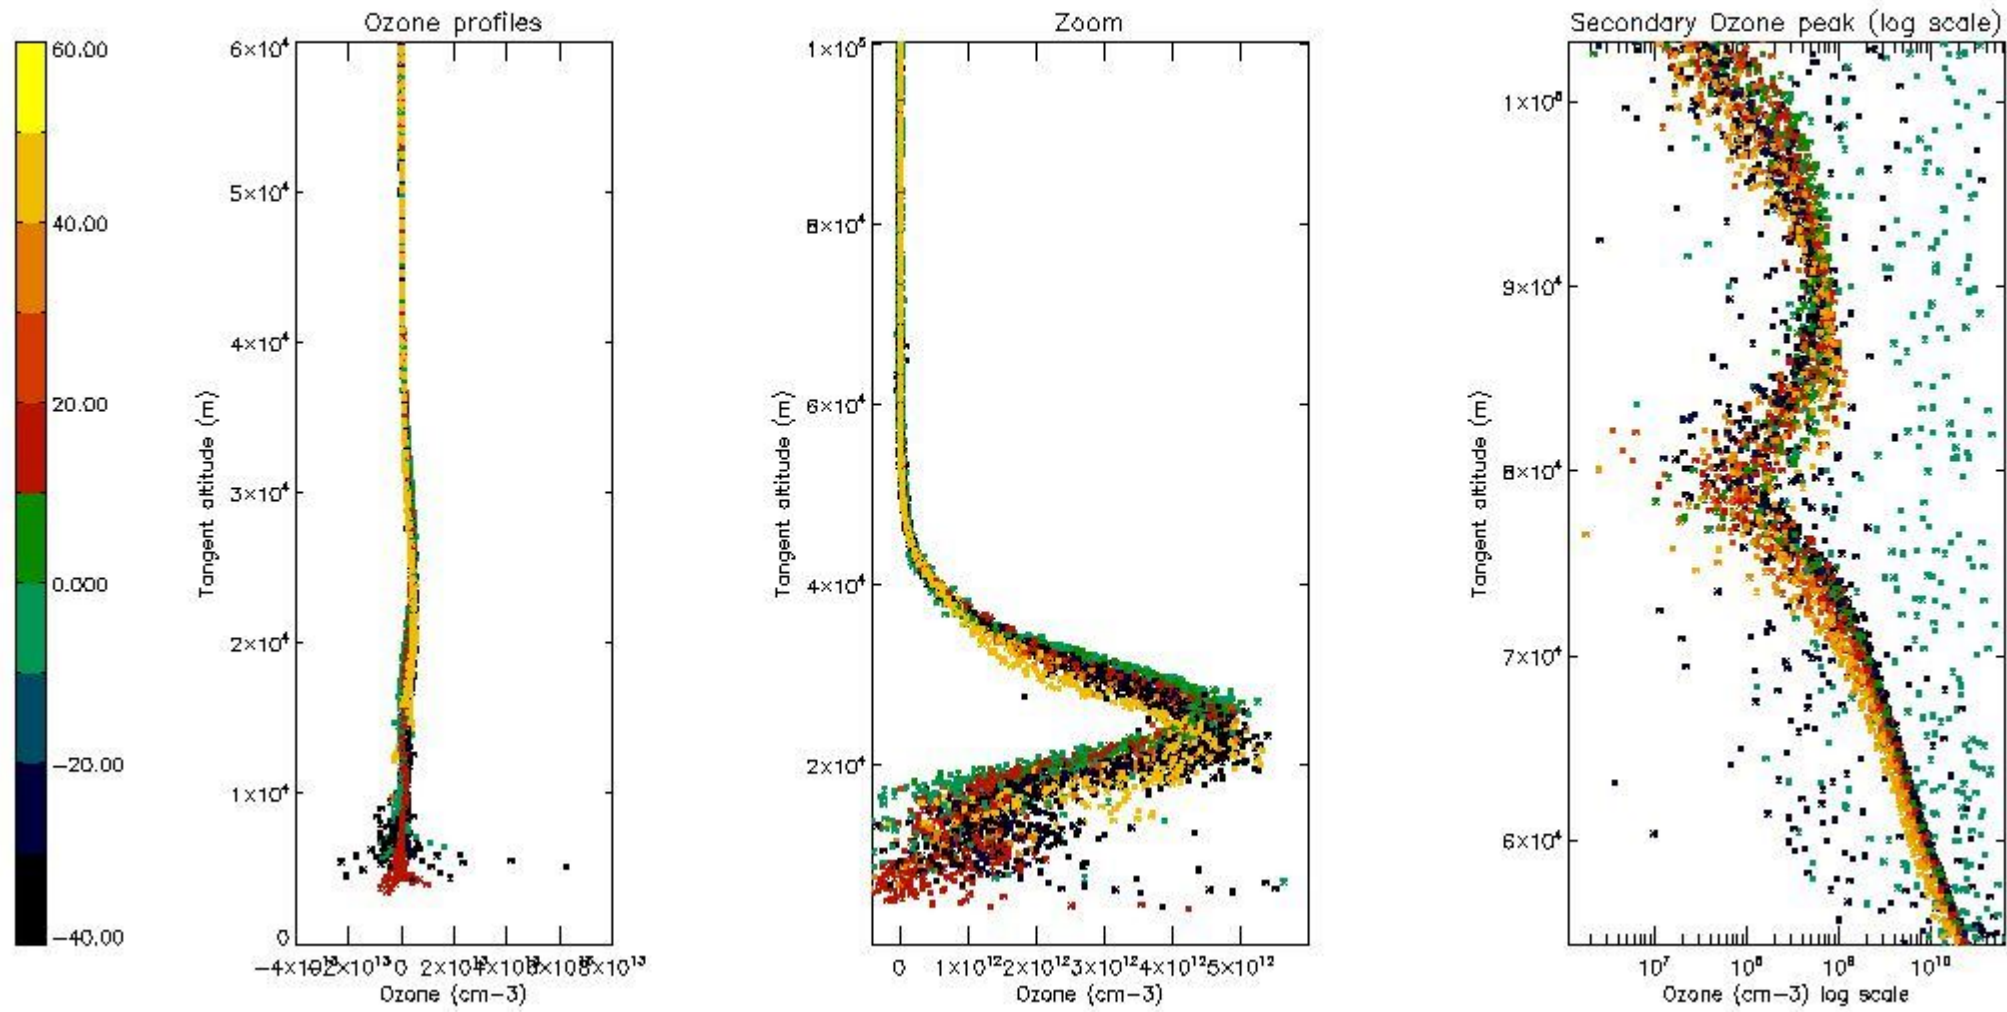 Ozone profiles
Zoom
Secondary Ozone peak (log scale)
60.00
40.00
20.00
0.000
−20.00
−40.00
6×10⁴
5×10⁴
4×10⁴
3×10⁴
2×10⁴
1×10⁴
0
Tangent altitude (m)
0
Ozone (cm−3)
1×10⁵
8×10⁴
6×10⁴
4×10⁴
2×10⁴
Tangent altitude (m)
0 1×10¹² 2×10¹² 3×10¹² 4×10¹² 5×10¹²
Ozone (cm−3)
9×10⁴
8×10⁴
7×10⁴
6×10⁴
Tangent altitude (m)
10⁷ 10⁸ 10⁹ 10¹⁰
Ozone (cm−3) log scale